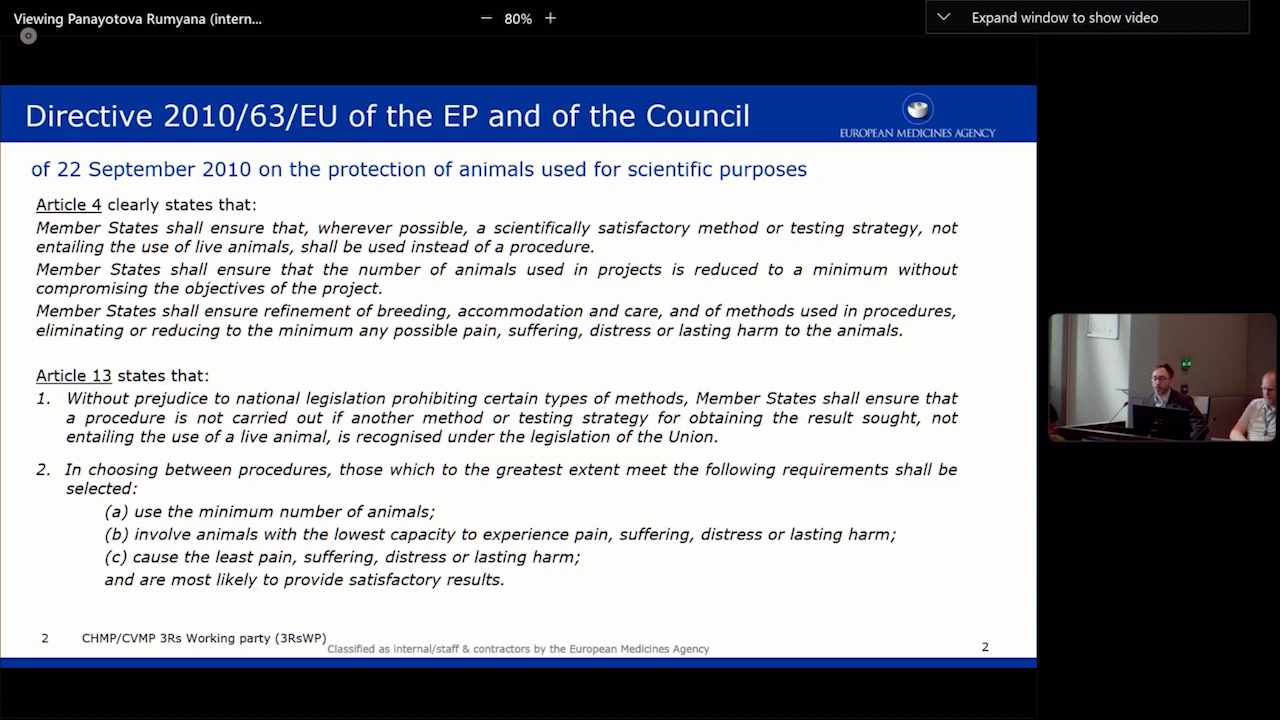 Viewing Panayotova Rumyana (intern...
80%
Expand window to show video
Directive 2010/63/EU of the EP and of the Council
EUROPEAN MEDICINES AGENCY
of 22 September 2010 on the protection of animals used for scientific purposes
Article 4 clearly states that:
Member States shall ensure that, wherever possible, a scientifically satisfactory method or testing strategy, not
entailing the use of live animals, shall be used instead of a procedure.
Member States shall ensure that the number of animals used in projects is reduced to a minimum without
compromising the objectives of the project.
Member States shall ensure refinement of breeding, accommodation and care, and of methods used in procedures,
eliminating or reducing to the minimum any possible pain, suffering, distress or lasting harm to the animals.
Article 13 states that:
1. Without prejudice to national legislation prohibiting certain types of methods, Member States shall ensure that
a procedure is not carried out if another method or testing strategy for obtaining the result sought, not
entailing the use of a live animal, is recognised under the legislation of the Union.
2. In choosing between procedures, those which to the greatest extent meet the following requirements shall be
selected:
(a) use the minimum number of animals;
(b) involve animals with the lowest capacity to experience pain, suffering, distress or lasting harm;
(c) cause the least pain, suffering, distress or lasting harm;
and are most likely to provide satisfactory results.
2 CHMP/CVMP 3Rs Working party (3RsWP)
Classified as internal/staff & contractors by the European Medicines Agency
2